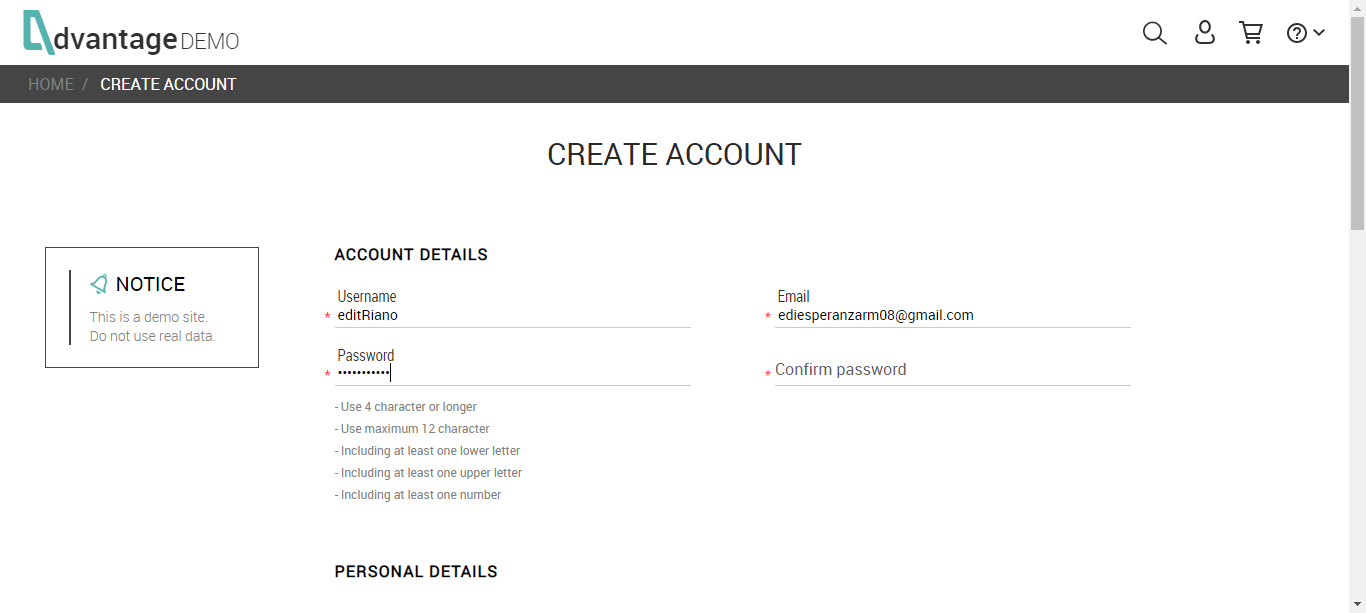 Advantage DEMO
HOME / CREATE ACCOUNT
CREATE ACCOUNT
NOTICE
This is a demo site.
Do not use real data.
ACCOUNT DETAILS
Username
* editRiano
Email
* ediesperanzarm08@gmail.com
Password
* •••••••••••
* Confirm password
- Use 4 character or longer
- Use maximum 12 character
- Including at least one lower letter
- Including at least one upper letter
- Including at least one number
PERSONAL DETAILS